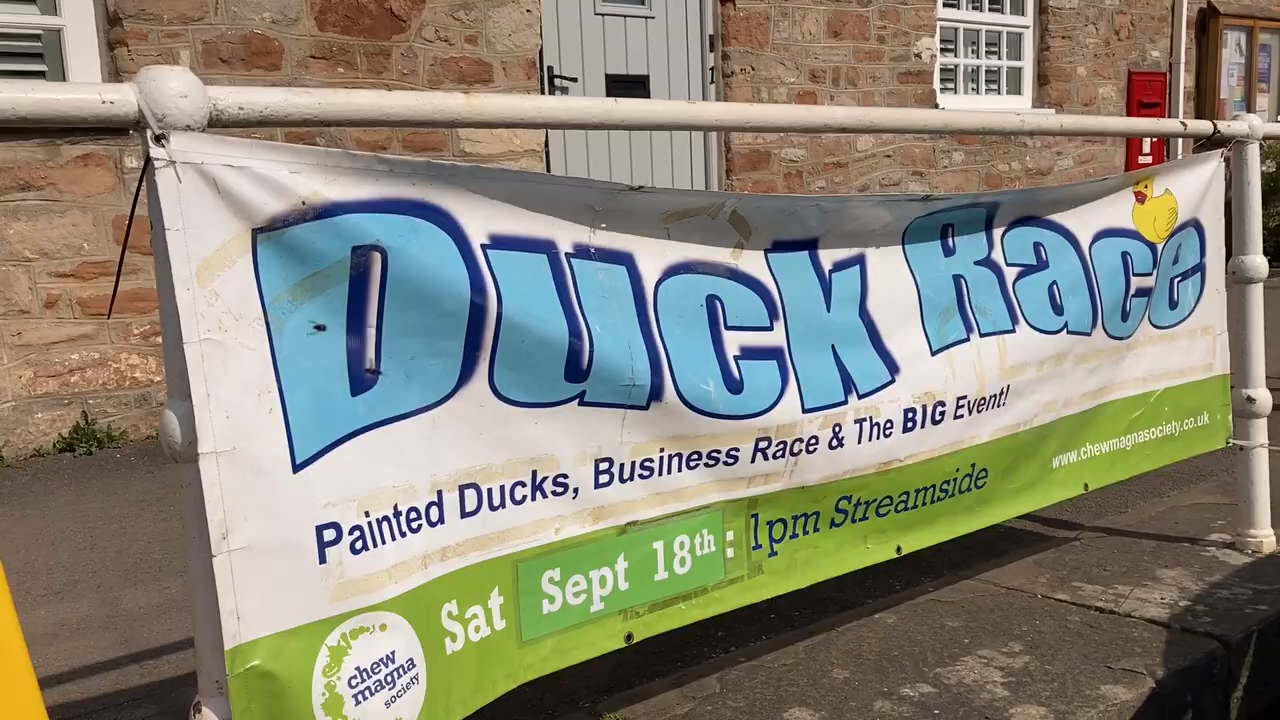 Duck Race
Painted Ducks, Business Race & The BIG Event!
www.chewmagnasociety.co.uk
Sat Sept 18th : 1pm Streamside
chew
magna
society